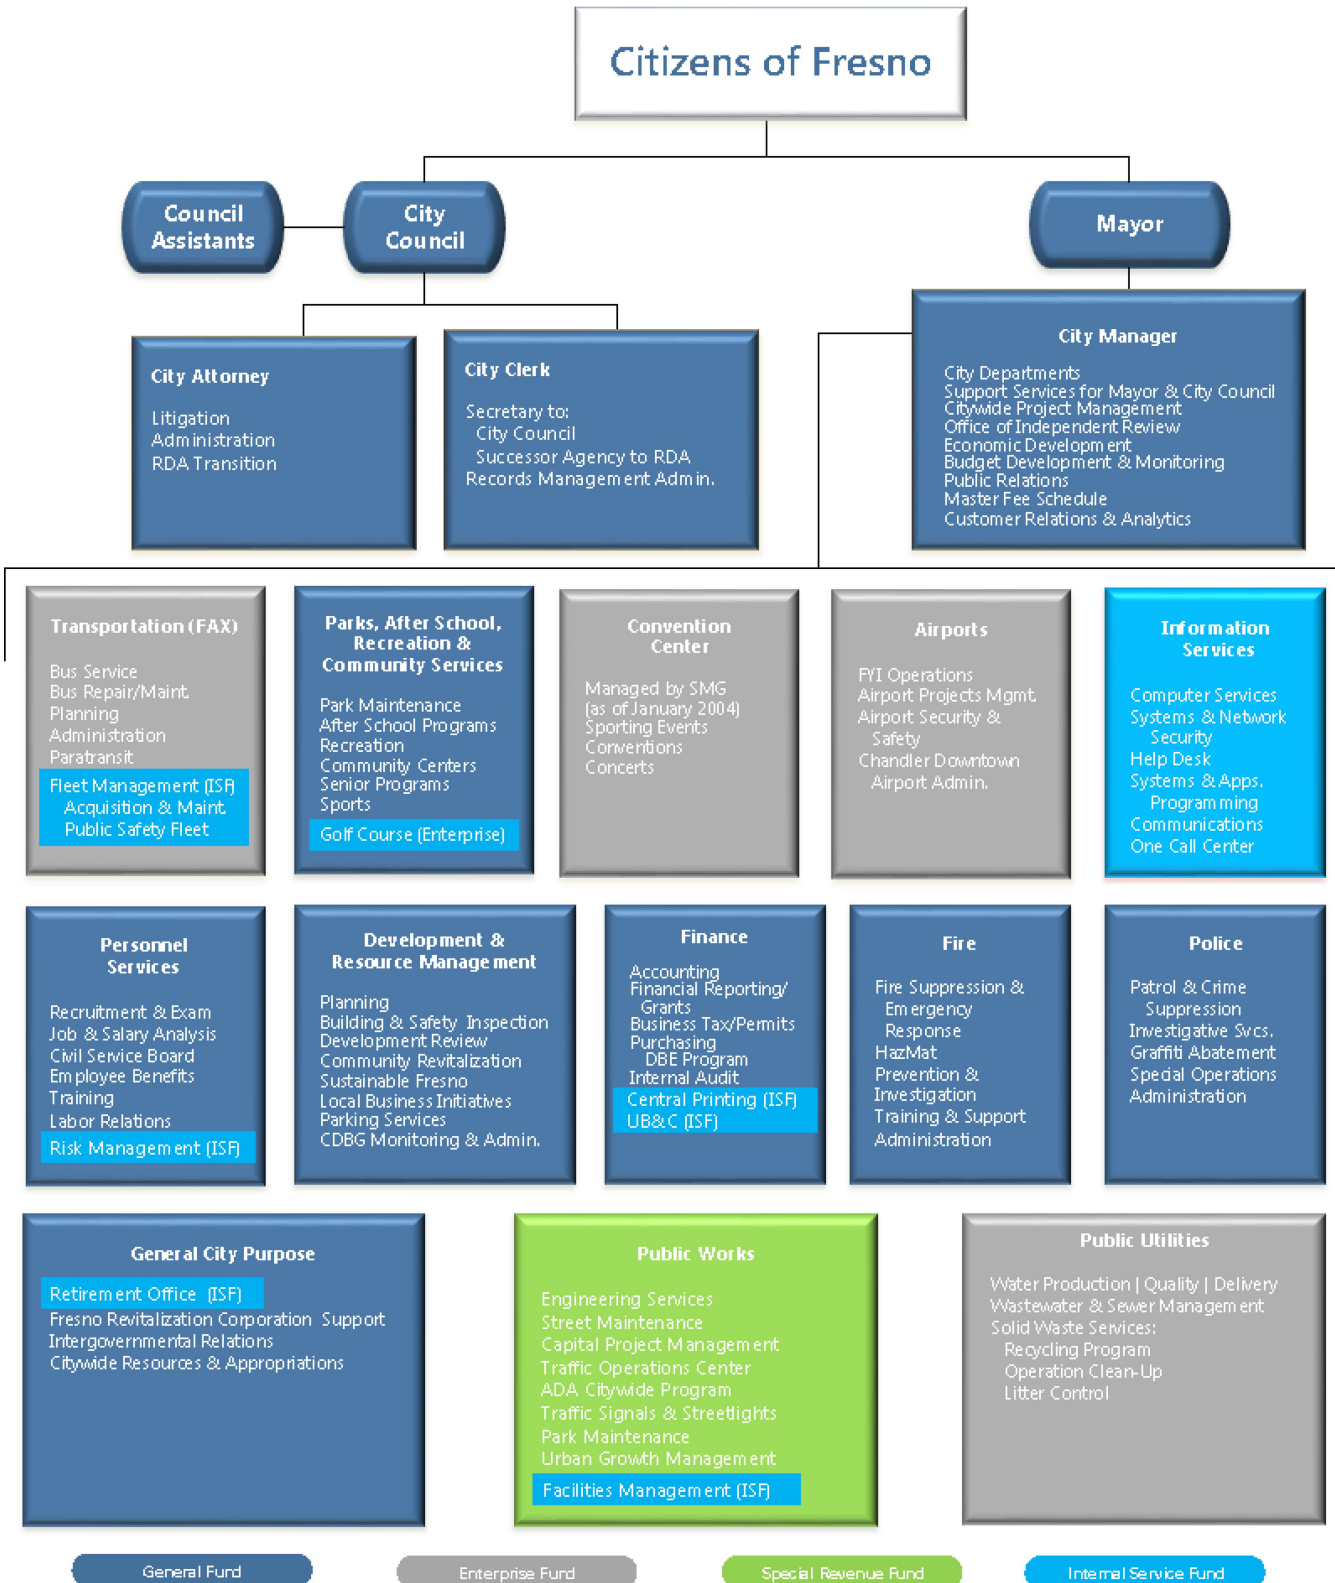 Citizens of Fresno
Council
Assistants
City
Council
Mayor
City Attorney
Litigation
Administration
RDA Transition
City Clerk
Secretary to:
City Council
Successor Agency to RDA
Records Management Admin.
City Manager
City Departments
Support Services for Mayor & City Council
Citywide Project Management
Office of Independent Review
Economic Development
Budget Development & Monitoring
Public Relations
Master Fee Schedule
Customer Relations & Analytics
Transportation (FAX)
Bus Service
Bus Repair/Maint.
Planning
Administration
Paratransit
Fleet Management (ISF)
Acquisition & Maint.
Public Safety Fleet
Parks, After School,
Recreation &
Community Services
Park Maintenance
After School Programs
Recreation
Community Centers
Senior Programs
Sports
Golf Course (Enterprise)
Convention
Center
Managed by SMG
(as of January 2004)
Sporting Events
Conventions
Concerts
Airports
FYI Operations
Airport Projects Mgmt.
Airport Security &
Safety
Chandler Downtown
Airport Admin.
Information
Services
Computer Services
Systems & Network
Security
Help Desk
Systems & Apps.
Programming
Communications
One Call Center
Personnel
Services
Recruitment & Exam
Job & Salary Analysis
Civil Service Board
Employee Benefits
Training
Labor Relations
Risk Management (ISF)
Development &
Resource Management
Planning
Building & Safety Inspection
Development Review
Community Revitalization
Sustainable Fresno
Local Business Initiatives
Parking Services
CDBG Monitoring & Admin.
Finance
Accounting
Financial Reporting/
Grants
Business Tax/Permits
Purchasing
DBE Program
Internal Audit
Central Printing (ISF)
UB&C (ISF)
Fire
Fire Suppression &
Emergency
Response
HazMat
Prevention &
Investigation
Training & Support
Administration
Police
Patrol & Crime
Suppression
Investigative Svcs.
Graffiti Abatement
Special Operations
Administration
General City Purpose
Retirement Office (ISF)
Fresno Revitalization Corporation Support
Intergovernmental Relations
Citywide Resources & Appropriations
Public Works
Engineering Services
Street Maintenance
Capital Project Management
Traffic Operations Center
ADA Citywide Program
Traffic Signals & Streetlights
Park Maintenance
Urban Growth Management
Facilities Management (ISF)
Public Utilities
Water Production | Quality | Delivery
Wastewater & Sewer Management
Solid Waste Services:
Recycling Program
Operation Clean-Up
Litter Control
General Fund
Enterprise Fund
Special Revenue Fund
Internal Service Fund